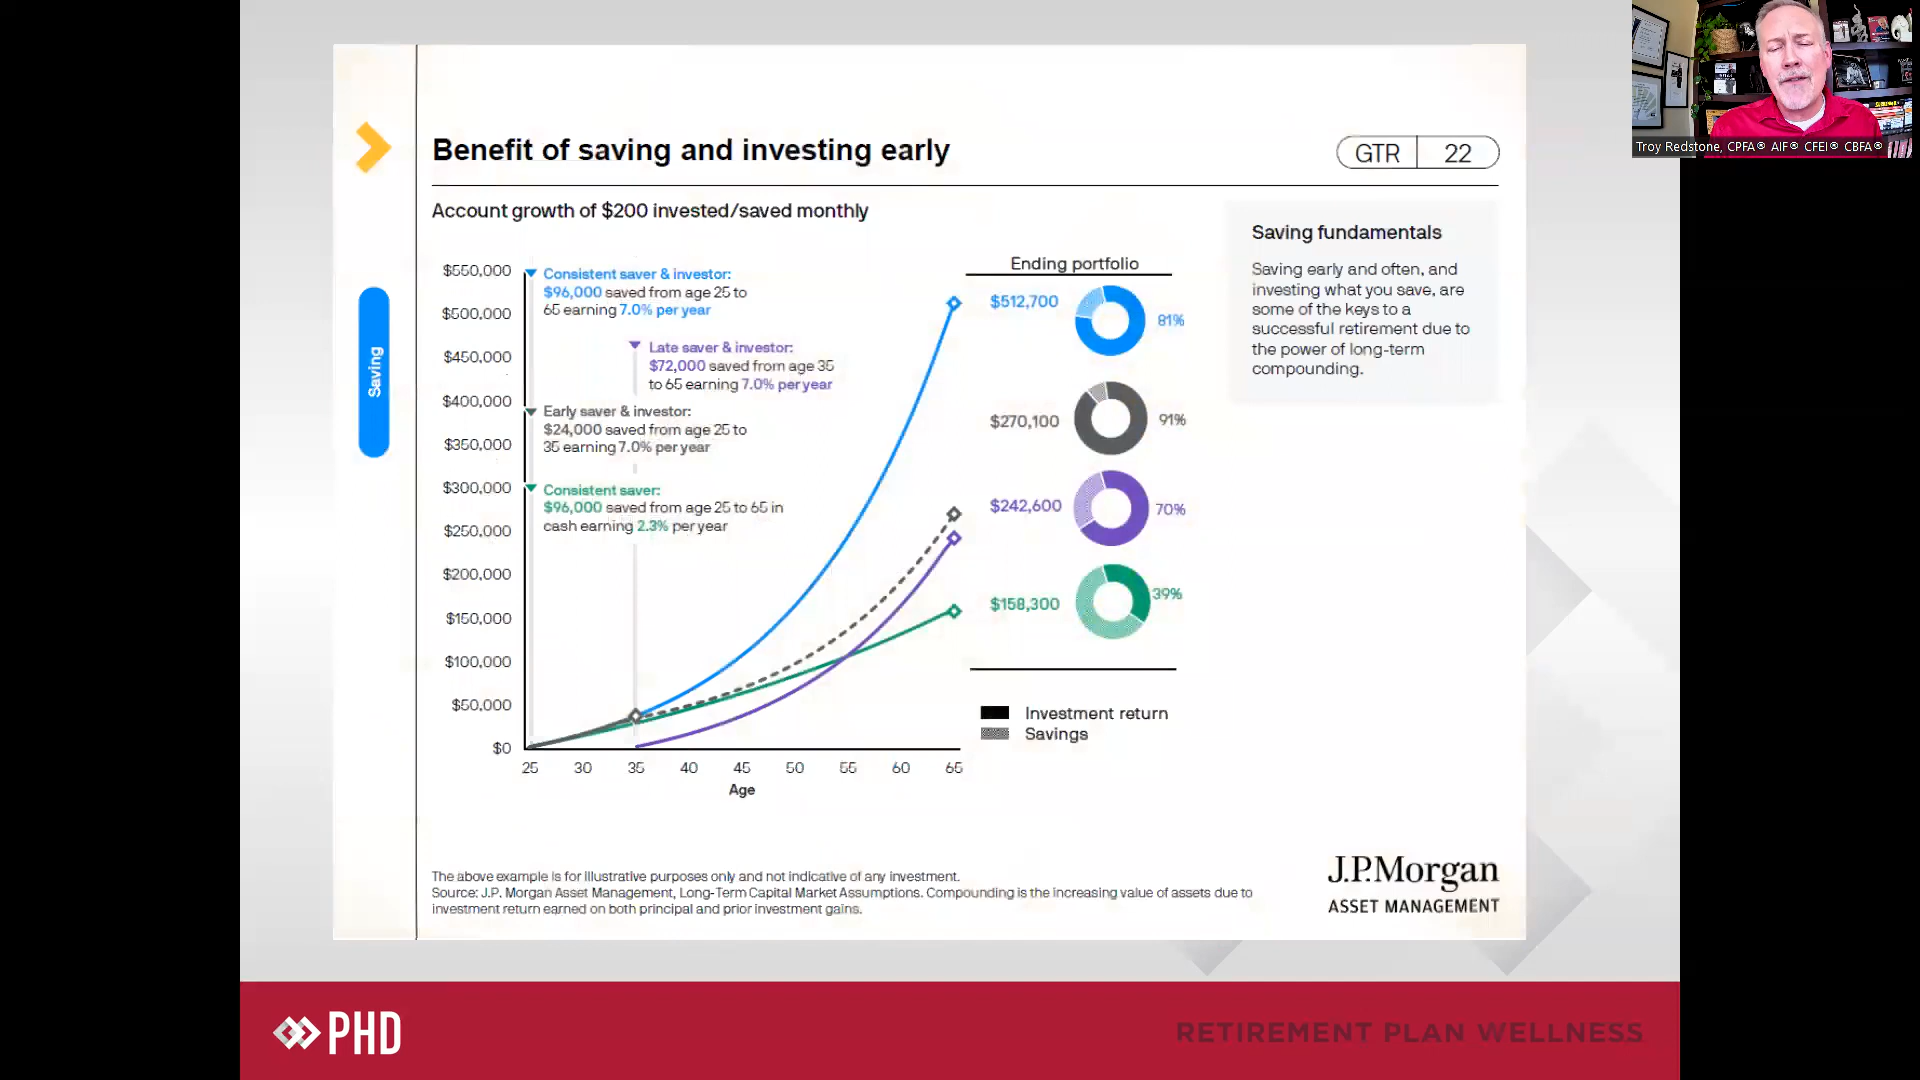 Troy Redstone, CPFA® AIF® CFEI® CBFA®
Benefit of saving and investing early
GTR 22
Account growth of $200 invested/saved monthly
Saving
$550,000
$500,000
$450,000
$400,000
$350,000
$300,000
$250,000
$200,000
$150,000
$100,000
$50,000
$0
Consistent saver & investor:
$96,000 saved from age 25 to
65 earning 7.0% per year
Late saver & investor:
$72,000 saved from age 35
to 65 earning 7.0% per year
Early saver & investor:
$24,000 saved from age 25 to
35 earning 7.0% per year
Consistent saver:
$96,000 saved from age 25 to 65 in
cash earning 2.3% per year
25 30 35 40 45 50 55 60 65
Age
Ending portfolio
$512,700 81%
$270,100 91%
$242,600 70%
$158,300 39%
Investment return
Savings
Saving fundamentals
Saving early and often, and
investing what you save, are
some of the keys to a
successful retirement due to
the power of long-term
compounding.
The above example is for illustrative purposes only and not indicative of any investment.
Source: J.P. Morgan Asset Management, Long-Term Capital Market Assumptions. Compounding is the increasing value of assets due to
investment return earned on both principal and prior investment gains.
J.P.Morgan
ASSET MANAGEMENT
PHD
RETIREMENT PLAN WELLNESS